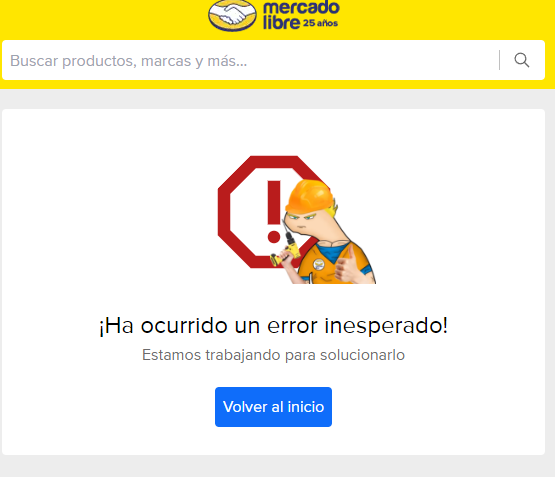 mercado
libre 25 años
Buscar productos, marcas y más...
¡Ha ocurrido un error inesperado!
Estamos trabajando para solucionarlo
Volver al inicio